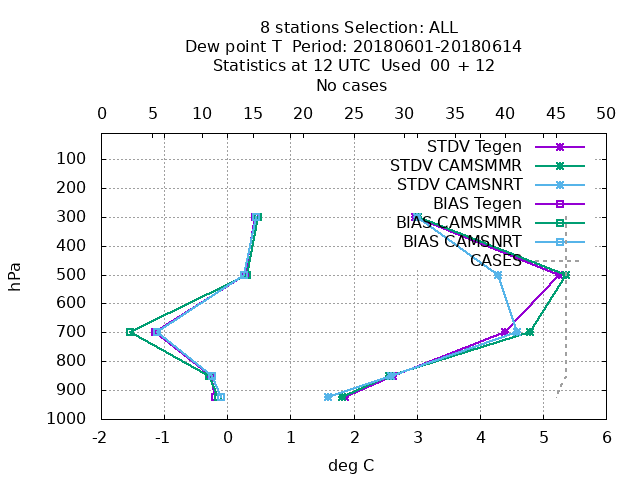 8 stations Selection: ALL
Dew point T  Period: 20180601-20180614
Statistics at 12 UTC  Used  00 + 12
No cases
0 5 10 15 20 25 30 35 40 45 50
STDV Tegen
STDV CAMSMMR
STDV CAMSNRT
BIAS Tegen
BIAS CAMSMMR
BIAS CAMSNRT
CASES
hPa
100
200
300
400
500
600
700
800
900
1000
-2 -1 0 1 2 3 4 5 6
deg C